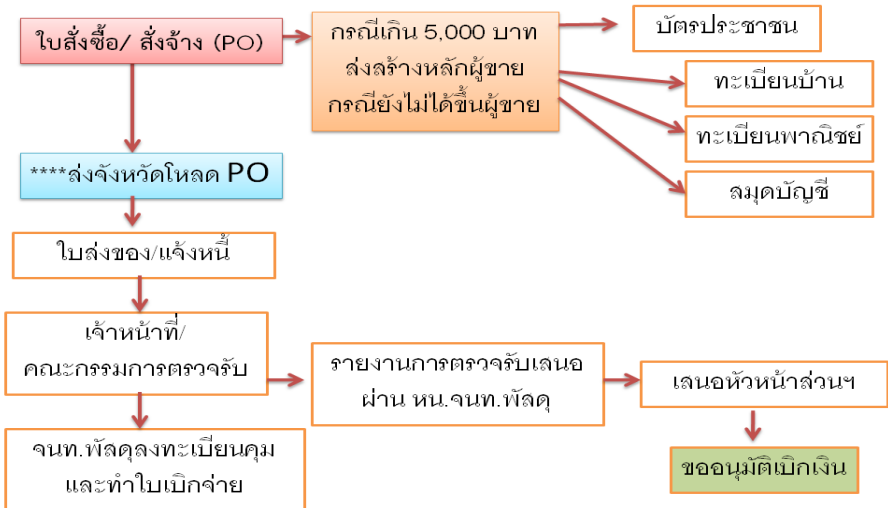 ใบสั่งซื้อ/ สั่งจ้าง (PO)
กรณีเกิน 5,000 บาท
ส่งสร้างหลักผู้ขาย
กรณียังไม่ได้ขึ้นผู้ขาย
บัตรประชาชน
ทะเบียนบ้าน
ทะเบียนพาณิชย์
สมุดบัญชี
****ส่งจังหวัดโหลด PO
ใบส่งของ/แจ้งหนี้
เจ้าหน้าที่/
คณะกรรมการตรวจรับ
รายงานการตรวจรับเสนอ
ผ่าน หน.จนท.พัสดุ
เสนอหัวหน้าส่วนฯ
จนท.พัสดุลงทะเบียนคุม
และทำใบเบิกจ่าย
ขออนุมัติเบิกเงิน